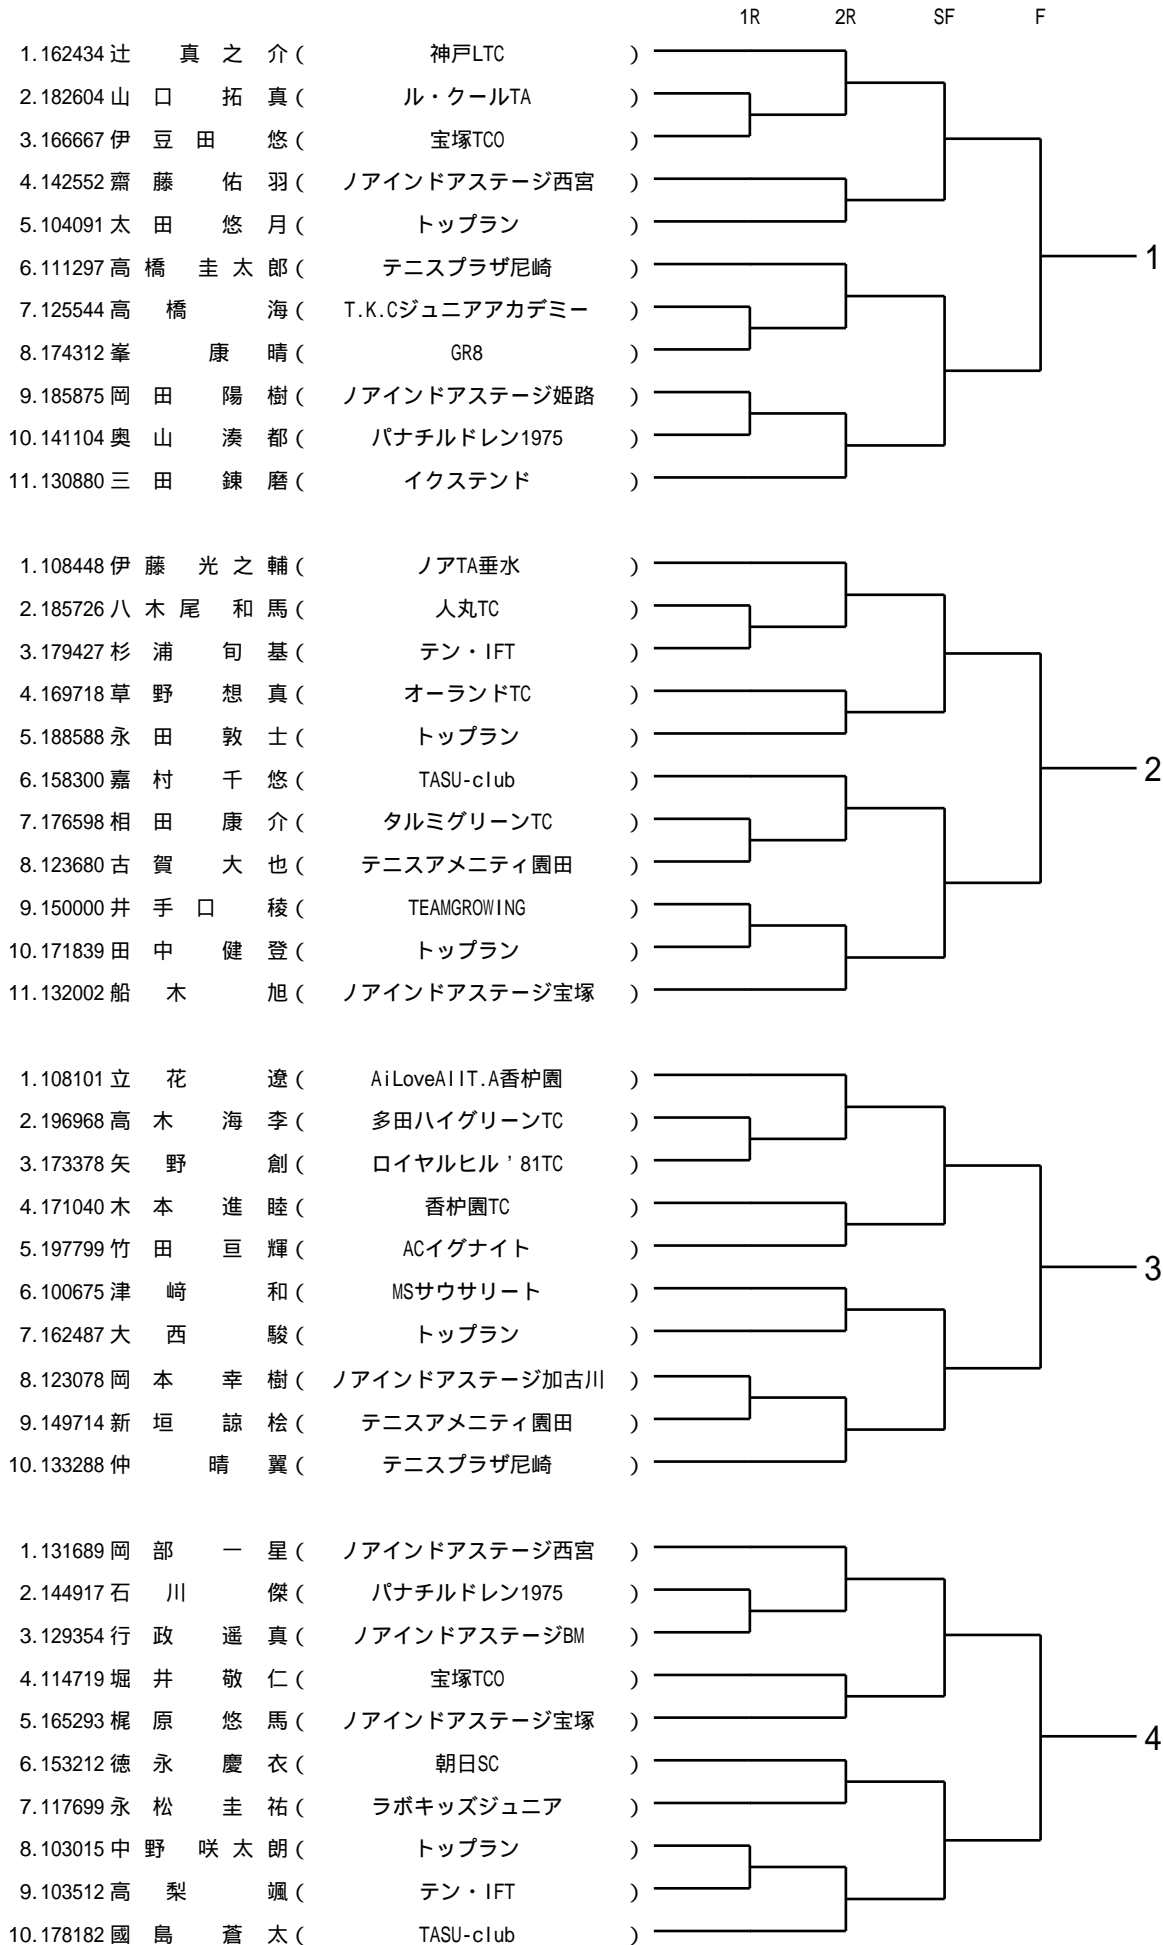 1R 2R SF F
1.162434 辻 真之介 ( 神戸LTC )
2.182604 山口 拓真 ( ル・クールTA )
3.166667 伊豆田 悠 ( 宝塚TCO )
4.142552 齋藤 佑羽 ( ノアインドアステージ西宮 )
5.104091 太田 悠月 ( トップラン )
6.111297 高橋 圭太郎 ( テニスプラザ尼崎 )
7.125544 高橋 海 ( T.K.Cジュニアアカデミー )
8.174312 峯 康晴 ( GR8 )
9.185875 岡田 陽樹 ( ノアインドアステージ姫路 )
10.141104 奥山 湊都 ( パナチルドレン1975 )
11.130880 三田 錬磨 ( イクステンド )
1
1.108448 伊藤 光之輔 ( ノアTA垂水 )
2.185726 八木尾 和馬 ( 人丸TC )
3.179427 杉浦 旬基 ( テン・IFT )
4.169718 草野 想真 ( オーランドTC )
5.188588 永田 敦士 ( トップラン )
6.158300 嘉村 千悠 ( TASU-club )
7.176598 相田 康介 ( タルミグリーンTC )
8.123680 古賀 大也 ( テニスアメニティ園田 )
9.150000 井手口 稜 ( TEAMGROWING )
10.171839 田中 健登 ( トップラン )
11.132002 船木 旭 ( ノアインドアステージ宝塚 )
2
1.108101 立花 遼 ( AiLoveAllT.A香枦園 )
2.196968 高木 海李 ( 多田ハイグリーンTC )
3.173378 矢野 創 ( ロイヤルヒル'81TC )
4.171040 木本 進睦 ( 香枦園TC )
5.197799 竹田 亘輝 ( ACイグナイト )
6.100675 津﨑 和 ( MSサウサリート )
7.162487 大西 駿 ( トップラン )
8.123078 岡本 幸樹 ( ノアインドアステージ加古川 )
9.149714 新垣 諒桧 ( テニスアメニティ園田 )
10.133288 仲 晴翼 ( テニスプラザ尼崎 )
3
1.131689 岡部 一星 ( ノアインドアステージ西宮 )
2.144917 石川 傑 ( パナチルドレン1975 )
3.129354 行政 遥真 ( ノアインドアステージBM )
4.114719 堀井 敬仁 ( 宝塚TCO )
5.165293 梶原 悠馬 ( ノアインドアステージ宝塚 )
6.153212 徳永 慶衣 ( 朝日SC )
7.117699 永松 圭祐 ( ラボキッズジュニア )
8.103015 中野 咲太朗 ( トップラン )
9.103512 高梨 颯 ( テン・IFT )
10.178182 國島 蒼太 ( TASU-club )
4